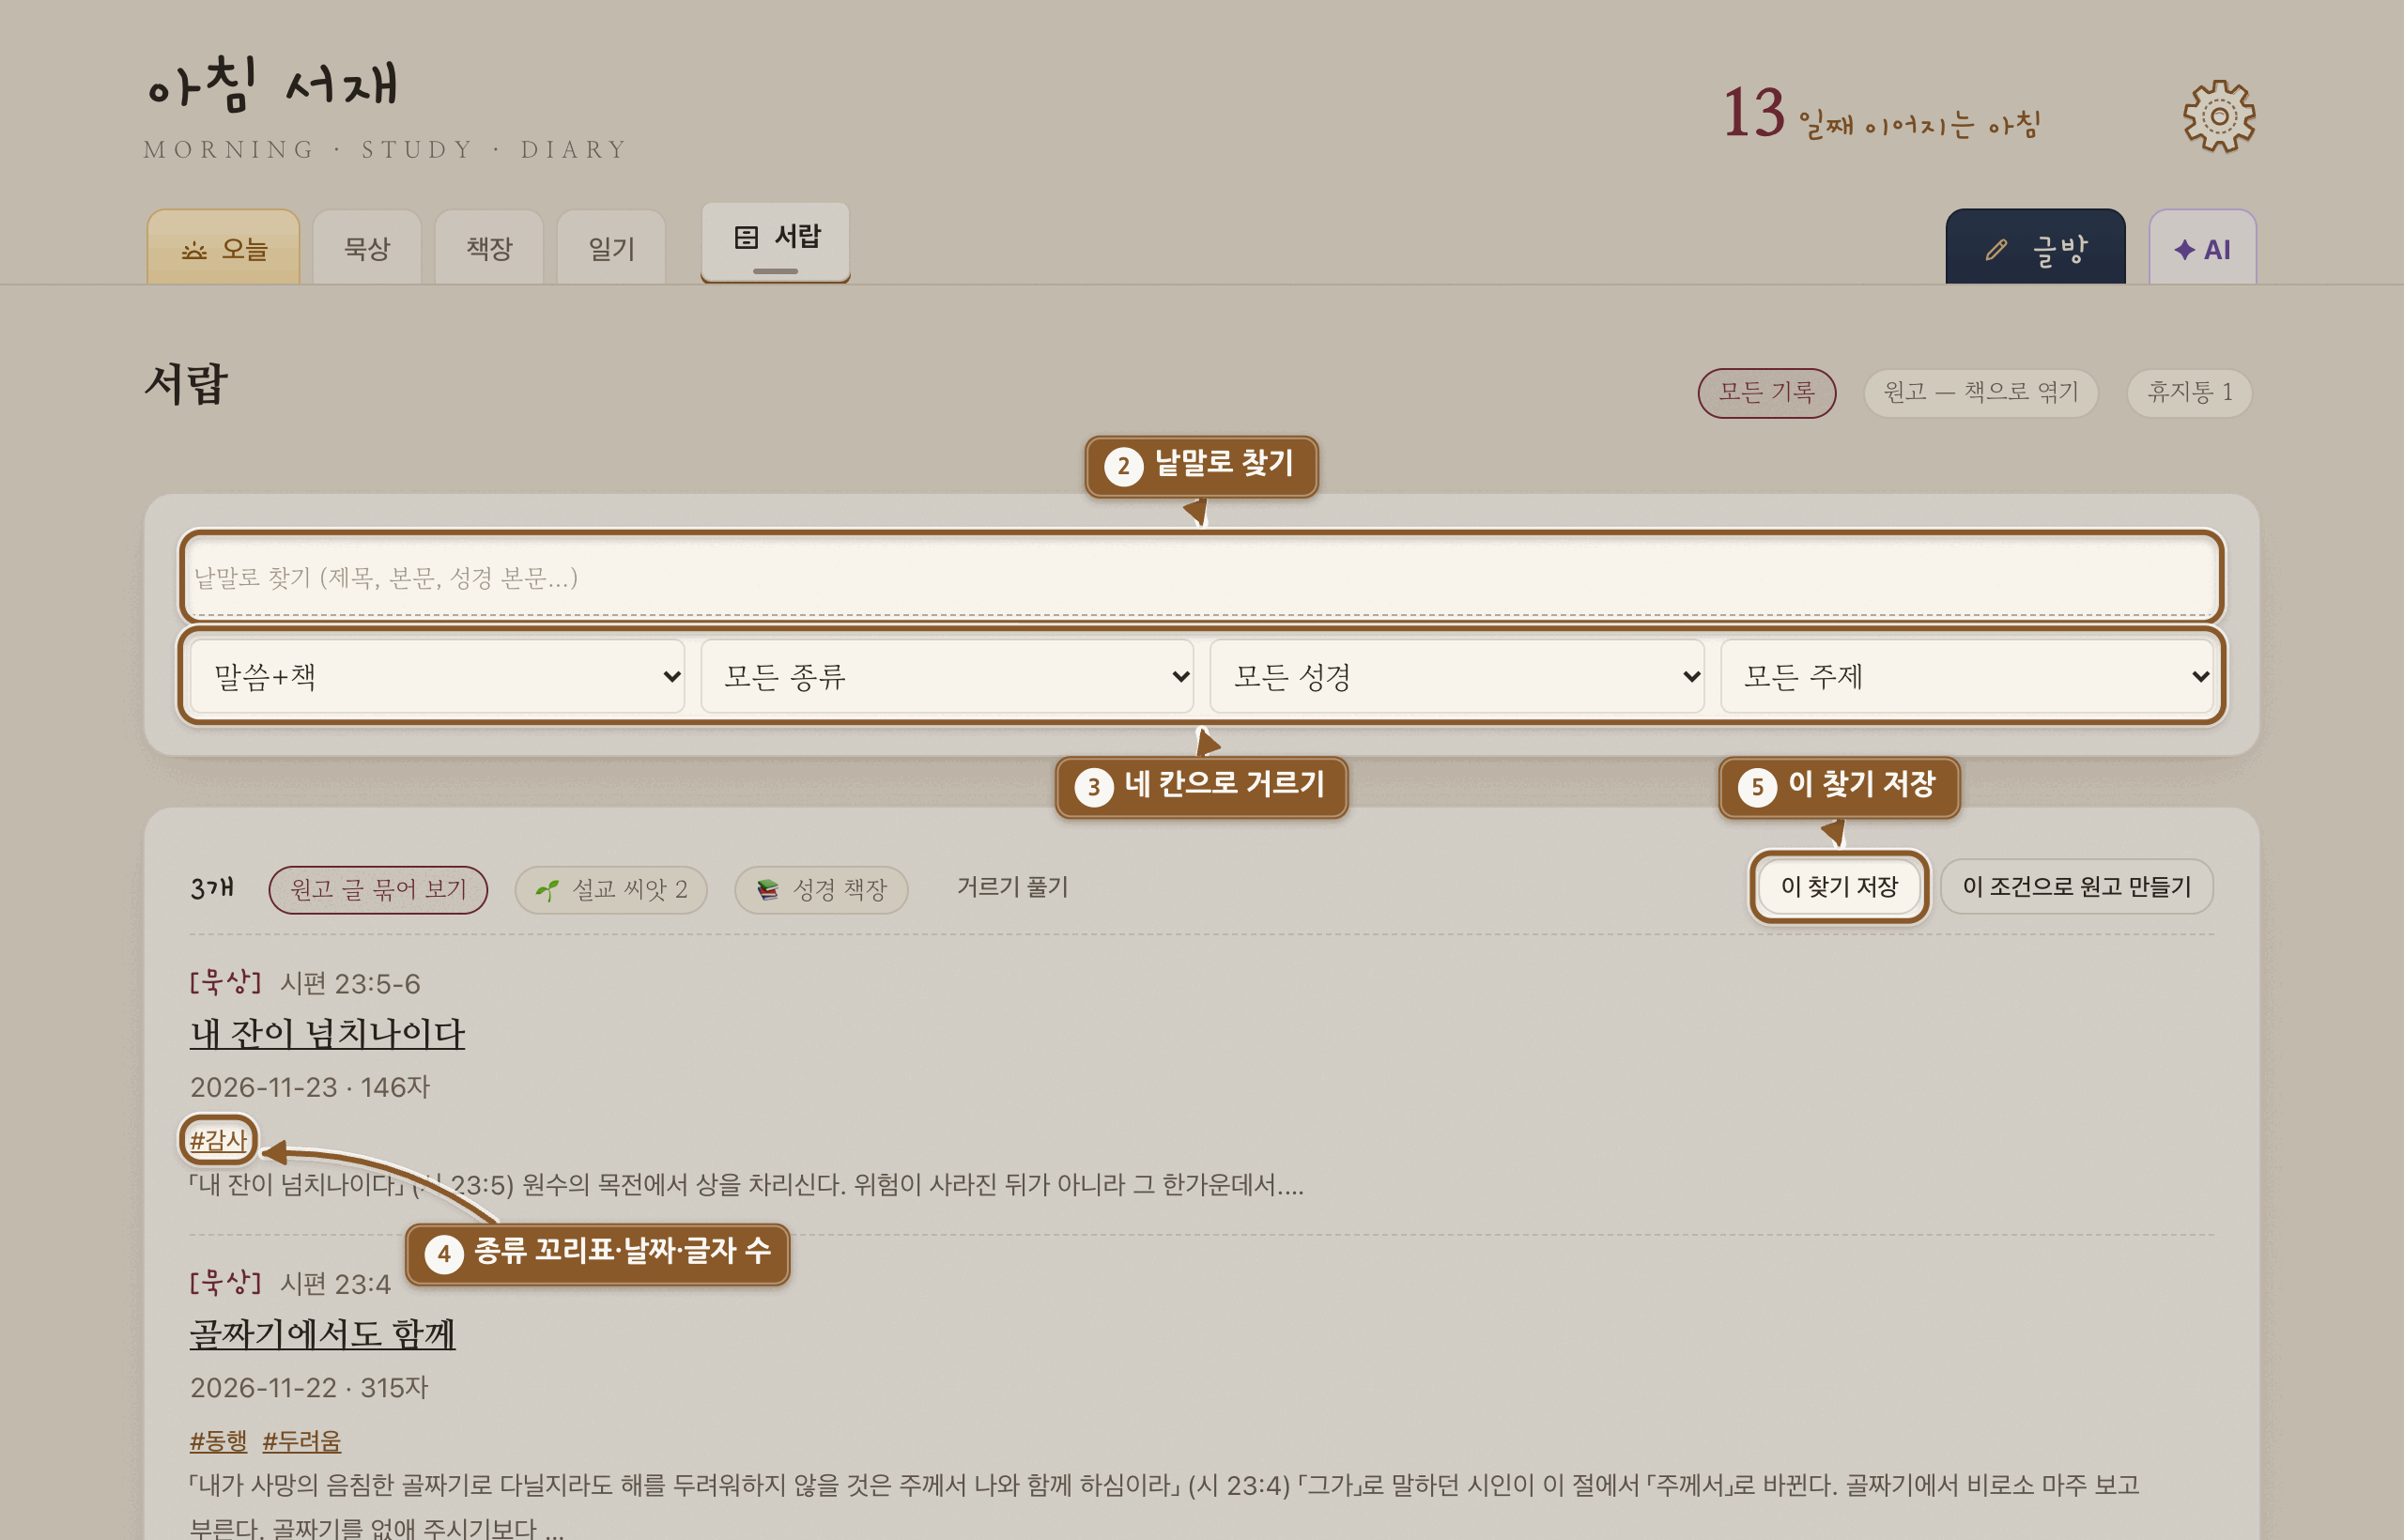 아침 서재
MORNING · STUDY · DIARY
13 일째 이어지는 아침
오늘
묵상
책장
일기
서랍
글방
AI
서랍
모든 기록
원고 — 책으로 엮기
휴지통 1
2 낱말로 찾기
낱말로 찾기 (제목, 본문, 성경 본문...)
말씀+책
모든 종류
모든 성경
모든 주제
3 네 칸으로 거르기
5 이 찾기 저장
3개
원고 글 묶어 보기
설교 씨앗 2
성경 책장
거르기 풀기
이 찾기 저장
이 조건으로 원고 만들기
[묵상] 시편 23:5-6
내 잔이 넘치나이다
2026-11-23 · 146자
#감사
「내 잔이 넘치나이다」 (시 23:5) 원수의 목전에서 상을 차리신다. 위험이 사라진 뒤가 아니라 그 한가운데서....
4 종류 꼬리표·날짜·글자 수
[묵상] 시편 23:4
골짜기에서도 함께
2026-11-22 · 315자
#동행 #두려움
「내가 사망의 음침한 골짜기로 다닐지라도 해를 두려워하지 않을 것은 주께서 나와 함께 하심이라」 (시 23:4) 「그가」로 말하던 시인이 이 절에서 「주께서」로 바뀐다. 골짜기에서 비로소 마주 보고
부른다. 골짜기를 없애 주시기보다 ...